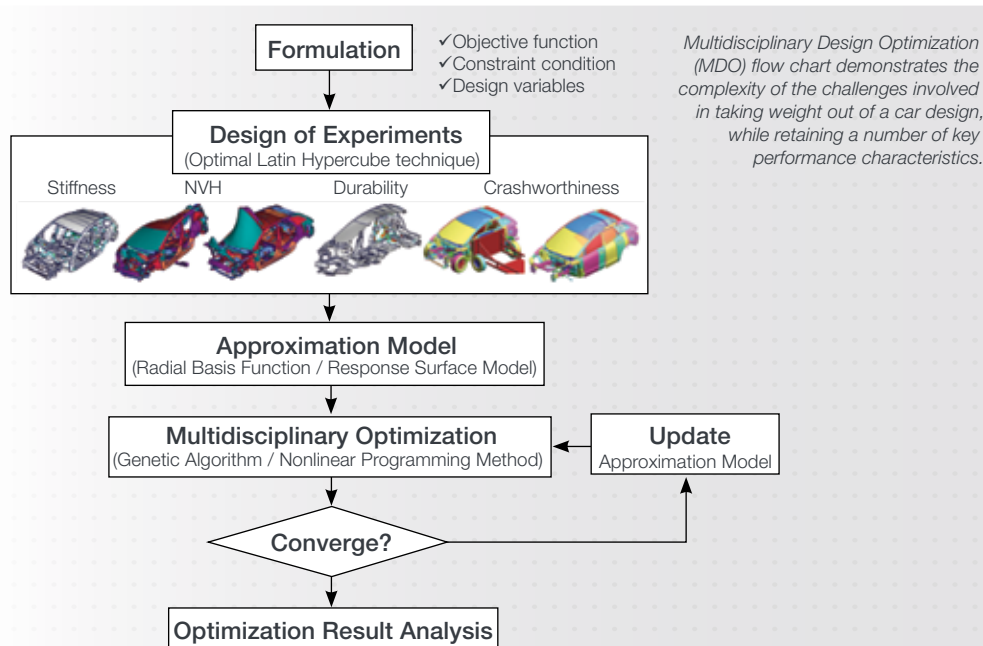 Formulation
✓Objective function
✓Constraint condition
✓Design variables
Multidisciplinary Design Optimization
(MDO) flow chart demonstrates the
complexity of the challenges involved
in taking weight out of a car design,
while retaining a number of key
performance characteristics.
Design of Experiments
(Optimal Latin Hypercube technique)
Stiffness NVH Durability Crashworthiness
Approximation Model
(Radial Basis Function / Response Surface Model)
Multidisciplinary Optimization
(Genetic Algorithm / Nonlinear Programming Method)
Update
Approximation Model
Converge?
Optimization Result Analysis